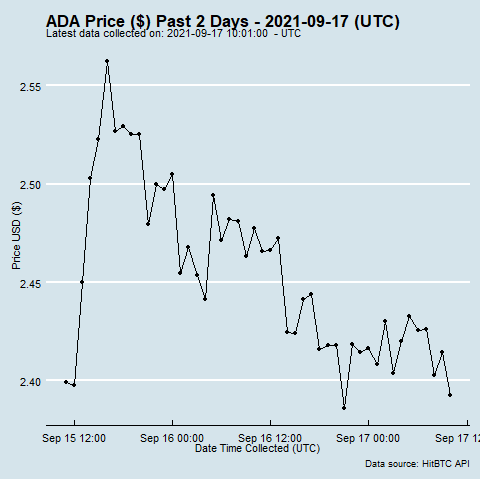 ADA Price ($) Past 2 Days - 2021-09-17 (UTC)
Latest data collected on: 2021-09-17 10:01:00 - UTC
2.55
2.50
2.45
2.40
Price USD ($)
Sep 15 12:00 Sep 16 00:00 Sep 16 12:00 Sep 17 00:00 Sep 17 12
Date Time Collected (UTC)
Data source: HitBTC API